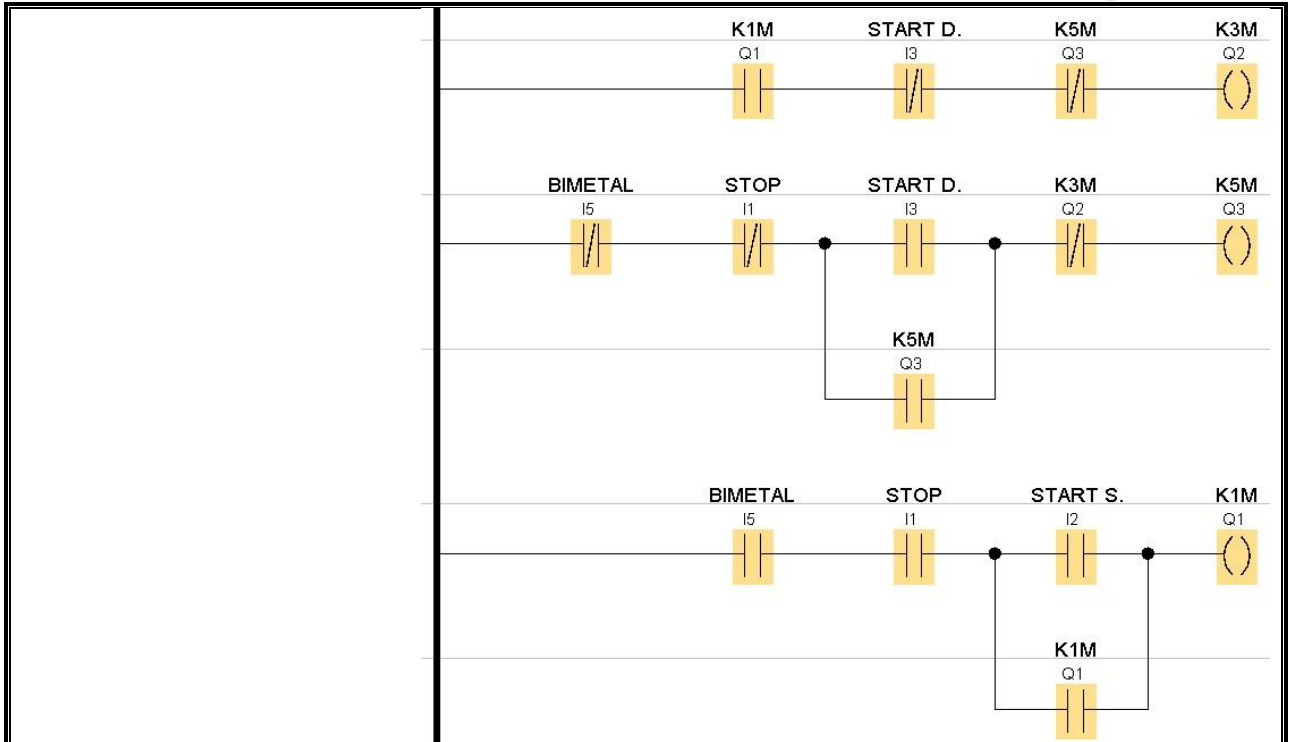 K1M START D. K5M K3M
Q1 I3 Q3 Q2
BIMETAL STOP START D. K3M K5M
I5 I1 I3 Q2 Q3
K5M
Q3
BIMETAL STOP START S. K1M
I5 I1 I2 Q1
K1M
Q1